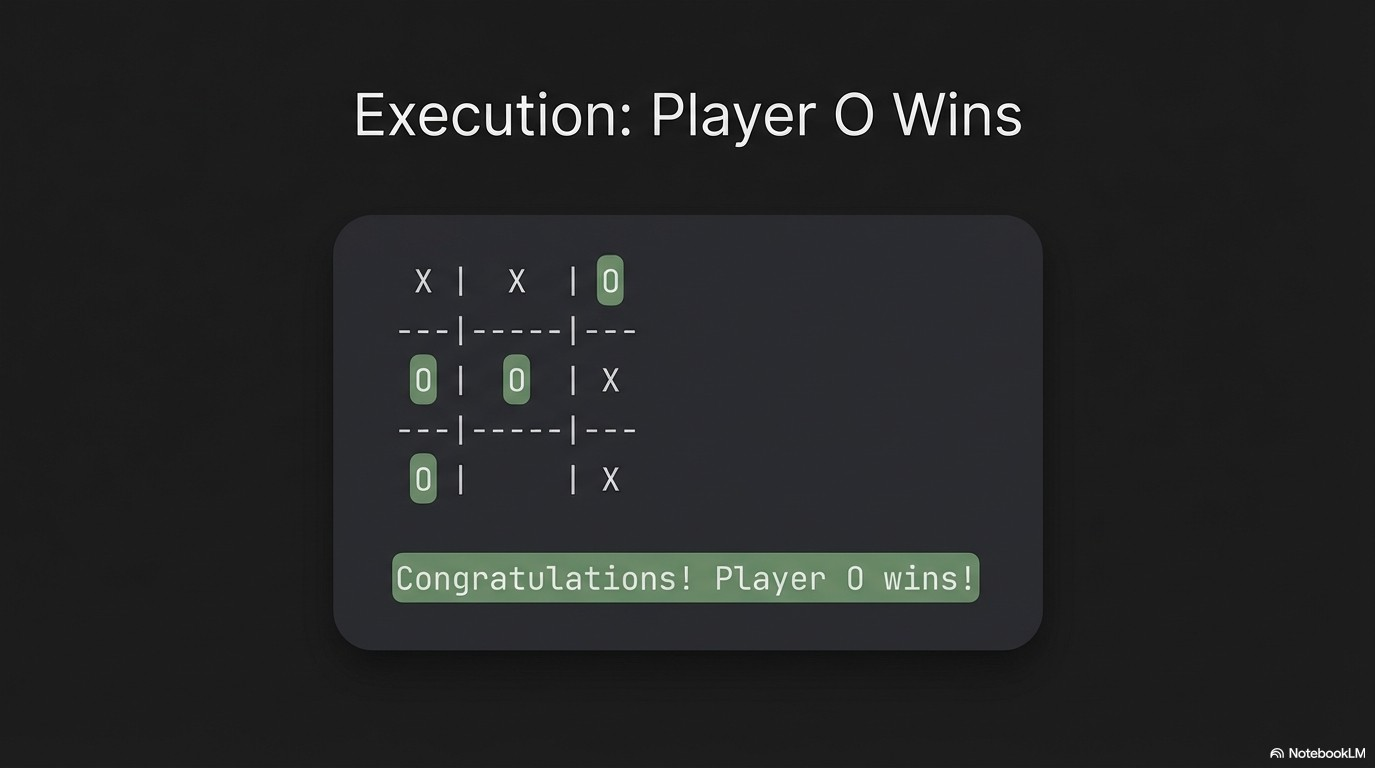 Execution: Player O Wins
X | X | O
---|-----|---
O | O | X
---|-----|---
O | | X
Congratulations! Player O wins!
NotebookLM